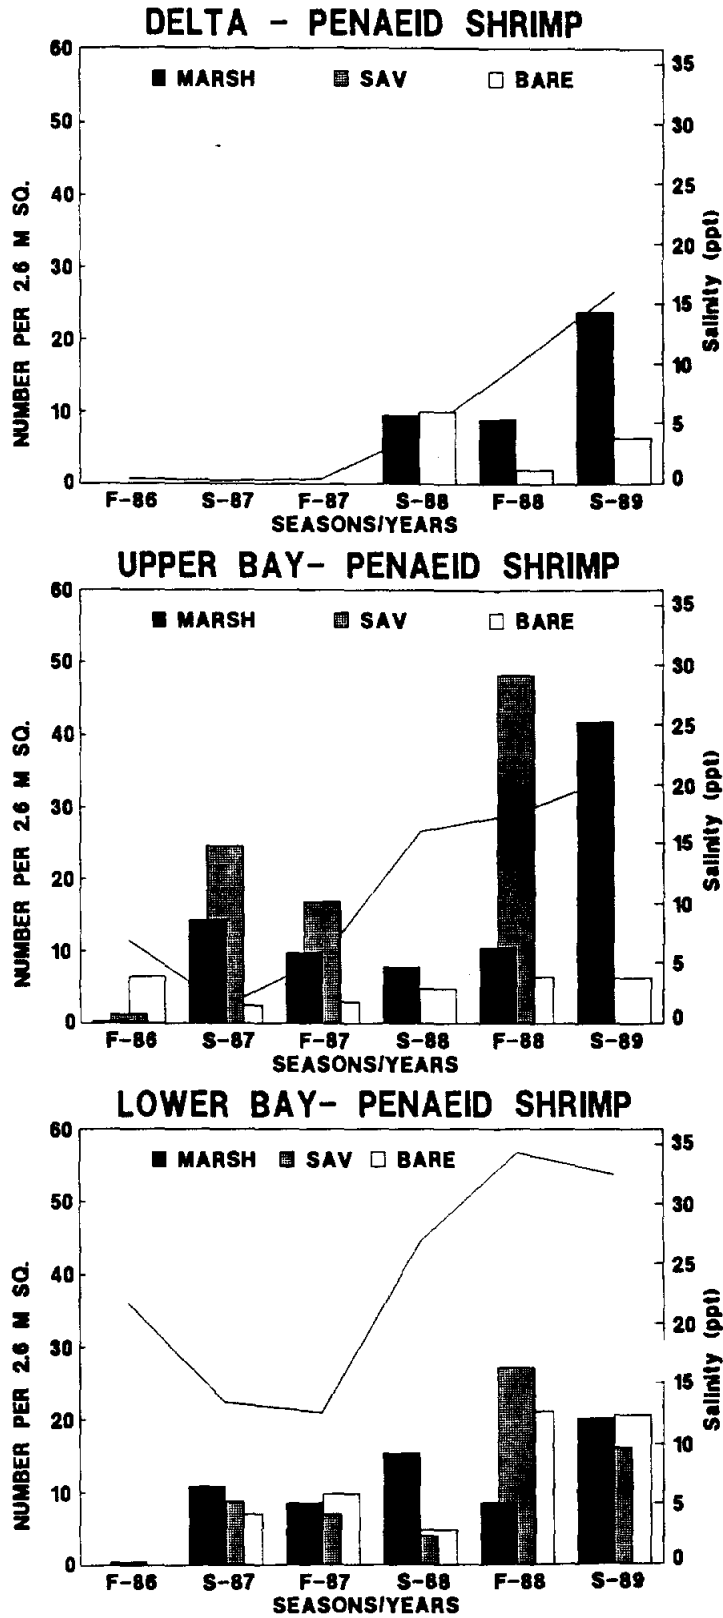 DELTA - PENAEID SHRIMP
MARSH SAV BARE
60
50
40
30
20
10
0
NUMBER PER 2.6 M SQ.
35
30
25
20
15
10
5
0
Salinity (ppt)
F-86 S-87 F-87 S-88 F-88 S-89
SEASONS/YEARS
UPPER BAY- PENAEID SHRIMP
MARSH SAV BARE
60
50
40
30
20
10
0
NUMBER PER 2.6 M SQ.
35
30
25
20
15
10
5
0
Salinity (ppt)
F-86 S-87 F-87 S-88 F-88 S-89
SEASONS/YEARS
LOWER BAY- PENAEID SHRIMP
MARSH SAV BARE
60
50
40
30
20
10
0
NUMBER PER 2.6 M SQ.
35
30
25
20
15
10
5
0
Salinity (ppt)
F-86 S-87 F-87 S-88 F-88 S-89
SEASONS/YEARS